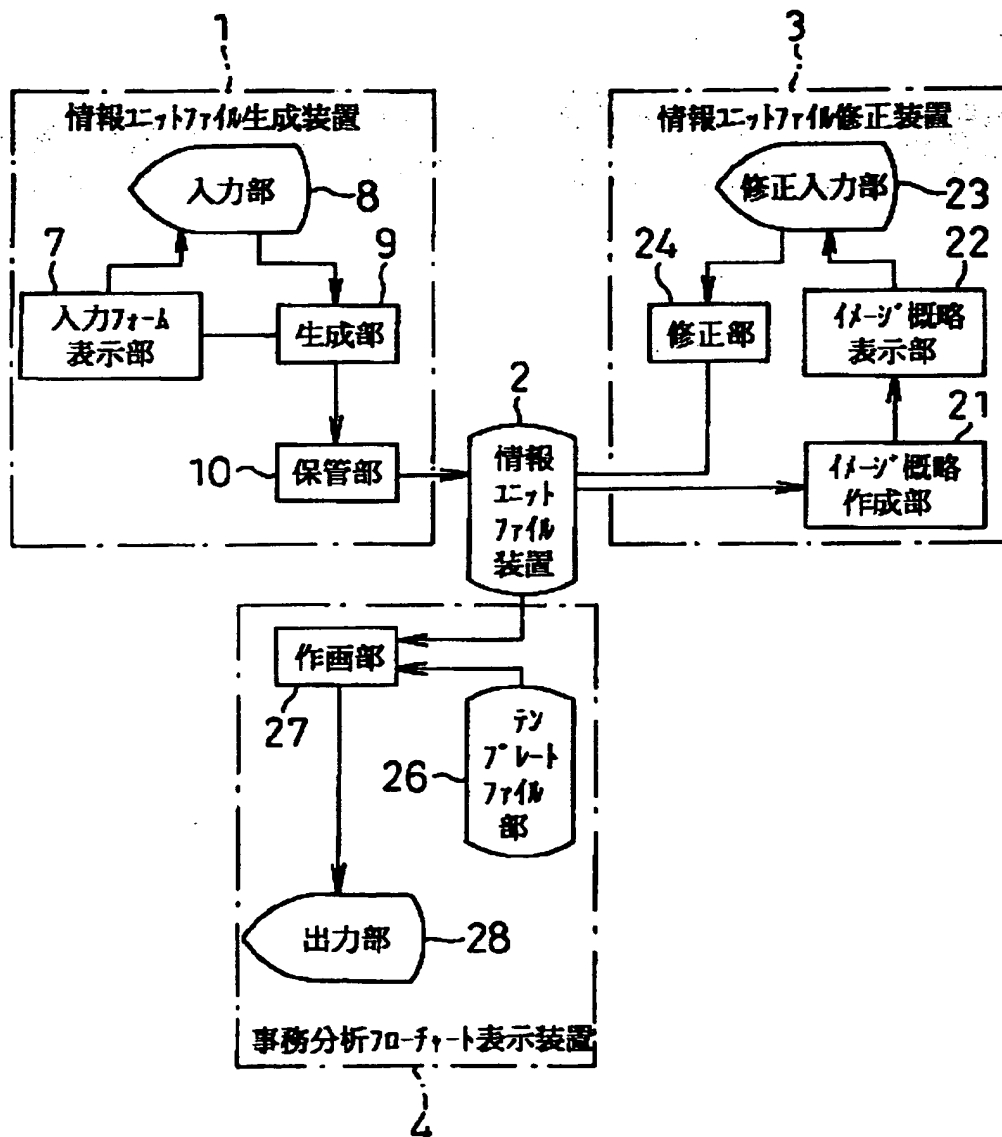 1
情報ユニットファイル生成装置
入力部
8
7
入力フォーム
表示部
9
生成部
10
保管部
2
情報
ユニット
ファイル
装置
3
情報ユニットファイル修正装置
修正入力部
23
24
修正部
22
イメージ概略
表示部
21
イメージ概略
作成部
作画部
27
テン
プレート
ファイル
部
26
出力部
28
事務分析フローチャート表示装置
4